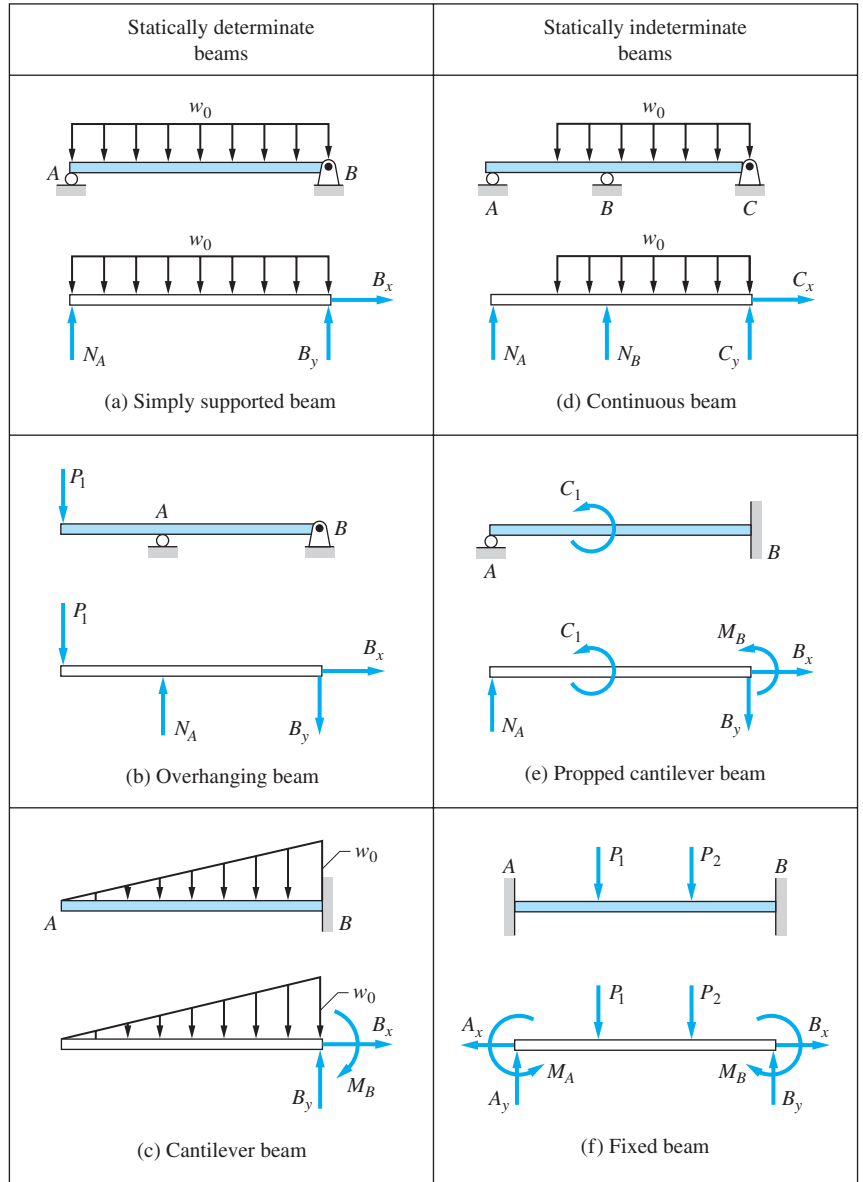 Statically determinate
beams
Statically indeterminate
beams
w0
A
B
w0
Bx
NA
By
(a) Simply supported beam
w0
A
B
C
w0
Cx
NA
NB
Cy
(d) Continuous beam
P1
A
B
P1
Bx
NA
By
(b) Overhanging beam
C1
A
B
C1
MB
Bx
NA
By
(e) Propped cantilever beam
w0
A
B
w0
Bx
MB
By
(c) Cantilever beam
A
P1
P2
B
P1
P2
Ax
Bx
MA
MB
Ay
By
(f) Fixed beam